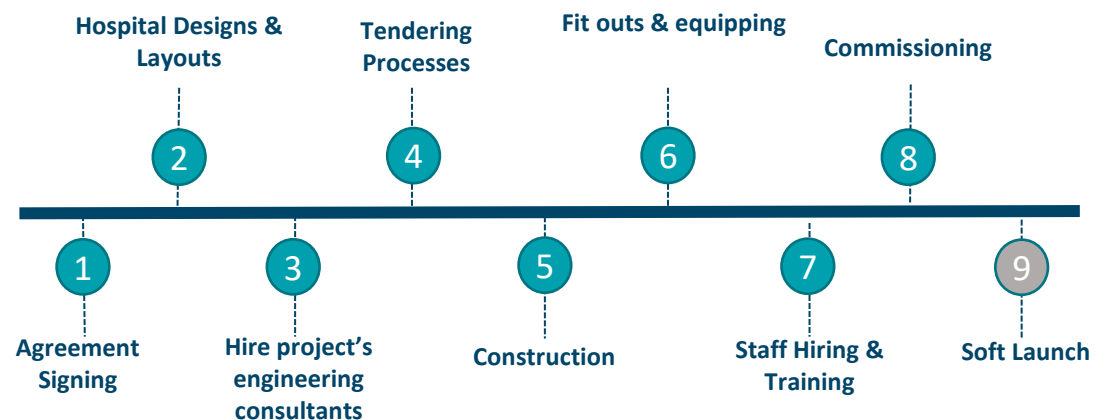 Hospital Designs &
Layouts
Tendering
Processes
Fit outs & equipping
Commissioning
2
4
6
8
1
3
5
7
9
Agreement
Signing
Hire project's
engineering
consultants
Construction
Staff Hiring &
Training
Soft Launch